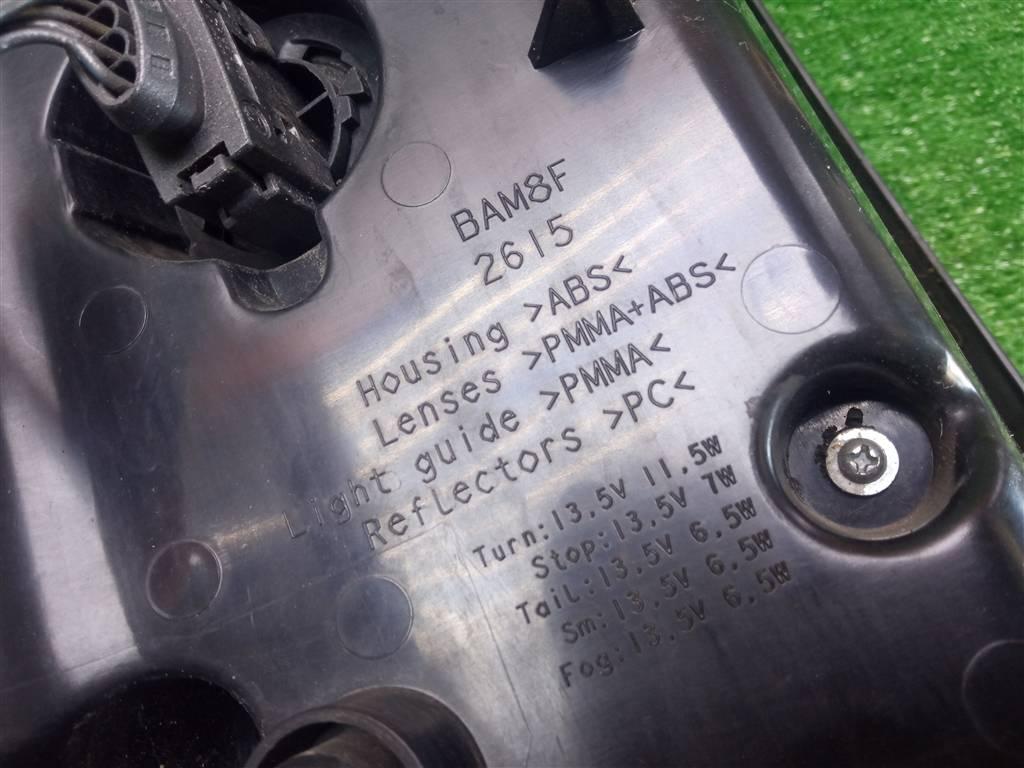 BAM8F
2615
Housing >ABS<
Lenses >PMMA+ABS<
Light guide >PMMA<
Reflectors >PC<
Turn:13.5V 11.5W
Stop:13.5V 7W
Tail:13.5V 6.5W
Sm:13.5V 6.5W
Fog:13.5V 6.5W